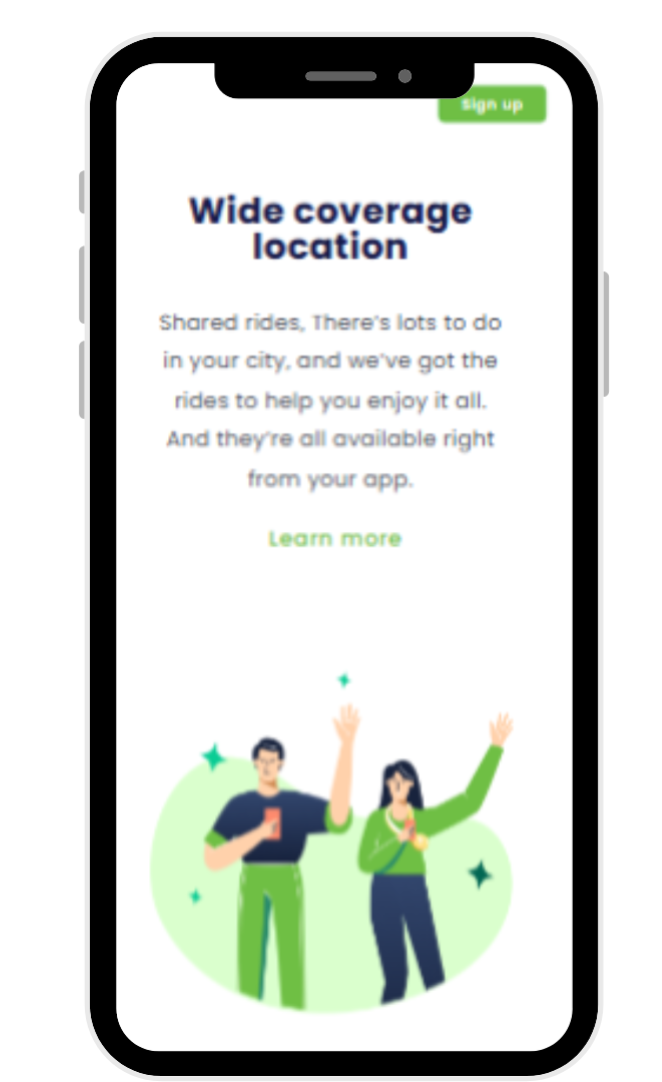 Sign up
Wide coverage
location
Shared rides, There's lots to do
in your city, and we've got the
rides to help you enjoy it all.
And they're all available right
from your app.
Learn more